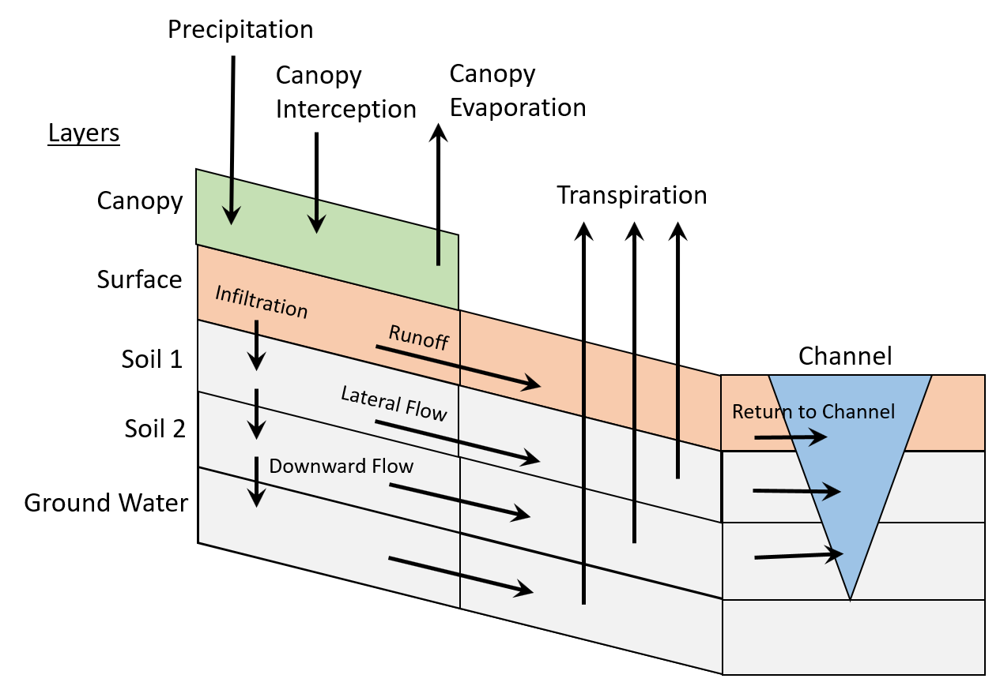 Precipitation
Canopy
Interception
Canopy
Evaporation
Layers
Canopy
Transpiration
Surface
Infiltration
Runoff
Soil 1
Channel
Lateral Flow
Return to Channel
Soil 2
Downward Flow
Ground Water